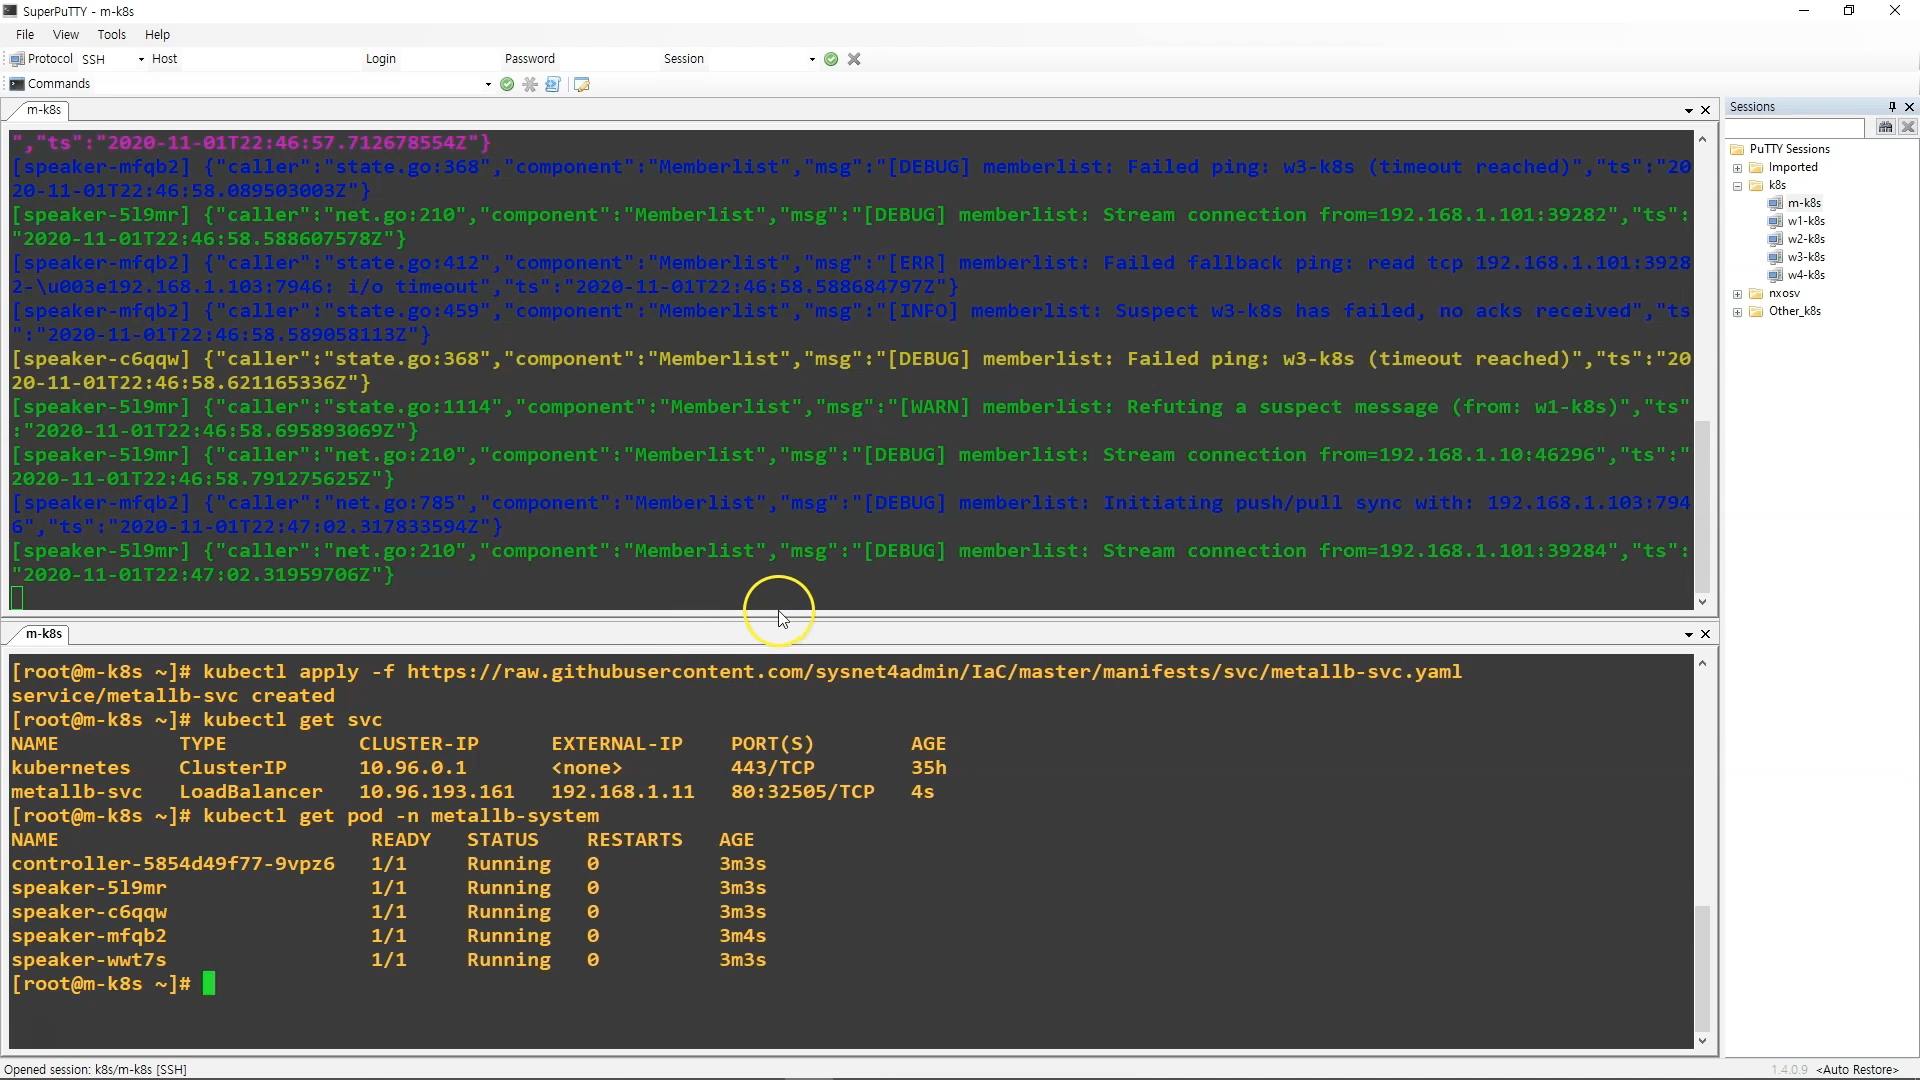 SuperPuTTY - m-k8s
File View Tools Help
Protocol SSH Host Login Password Session
Commands
m-k8s
Sessions
","ts":"2020-11-01T22:46:57.712678554Z"}
[speaker-mfqb2] {"caller":"state.go:368","component":"Memberlist","msg":"[DEBUG] memberlist: Failed ping: w3-k8s (timeout reached)","ts":"20
20-11-01T22:46:58.089503003Z"}
[speaker-5l9mr] {"caller":"net.go:210","component":"Memberlist","msg":"[DEBUG] memberlist: Stream connection from=192.168.1.101:39282","ts":
"2020-11-01T22:46:58.588607578Z"}
[speaker-mfqb2] {"caller":"state.go:412","component":"Memberlist","msg":"[ERR] memberlist: Failed fallback ping: read tcp 192.168.1.101:3928
2-\u003e192.168.1.103:7946: i/o timeout","ts":"2020-11-01T22:46:58.588684797Z"}
[speaker-mfqb2] {"caller":"state.go:459","component":"Memberlist","msg":"[INFO] memberlist: Suspect w3-k8s has failed, no acks received","ts
":"2020-11-01T22:46:58.589058113Z"}
[speaker-c6qqw] {"caller":"state.go:368","component":"Memberlist","msg":"[DEBUG] memberlist: Failed ping: w3-k8s (timeout reached)","ts":"20
20-11-01T22:46:58.621165336Z"}
[speaker-5l9mr] {"caller":"state.go:1114","component":"Memberlist","msg":"[WARN] memberlist: Refuting a suspect message (from: w1-k8s)","ts"
:"2020-11-01T22:46:58.695893069Z"}
[speaker-5l9mr] {"caller":"net.go:210","component":"Memberlist","msg":"[DEBUG] memberlist: Stream connection from=192.168.1.10:46296","ts":"
2020-11-01T22:46:58.791275625Z"}
[speaker-mfqb2] {"caller":"net.go:785","component":"Memberlist","msg":"[DEBUG] memberlist: Initiating push/pull sync with: 192.168.1.103:794
6","ts":"2020-11-01T22:47:02.317833594Z"}
[speaker-5l9mr] {"caller":"net.go:210","component":"Memberlist","msg":"[DEBUG] memberlist: Stream connection from=192.168.1.101:39284","ts":
"2020-11-01T22:47:02.31959706Z"}
PuTTY Sessions
Imported
k8s
m-k8s
w1-k8s
w2-k8s
w3-k8s
w4-k8s
nxosv
Other_k8s
m-k8s
[root@m-k8s ~]# kubectl apply -f https://raw.githubusercontent.com/sysnet4admin/IaC/master/manifests/svc/metallb-svc.yaml
service/metallb-svc created
[root@m-k8s ~]# kubectl get svc
NAME TYPE CLUSTER-IP EXTERNAL-IP PORT(S) AGE
kubernetes ClusterIP 10.96.0.1 <none> 443/TCP 35h
metallb-svc LoadBalancer 10.96.193.161 192.168.1.11 80:32505/TCP 4s
[root@m-k8s ~]# kubectl get pod -n metallb-system
NAME READY STATUS RESTARTS AGE
controller-5854d49f77-9vpz6 1/1 Running 0 3m3s
speaker-5l9mr 1/1 Running 0 3m3s
speaker-c6qqw 1/1 Running 0 3m3s
speaker-mfqb2 1/1 Running 0 3m4s
speaker-wwt7s 1/1 Running 0 3m3s
[root@m-k8s ~]#
Opened session: k8s/m-k8s [SSH]
1.4.0.9 <Auto Restore>